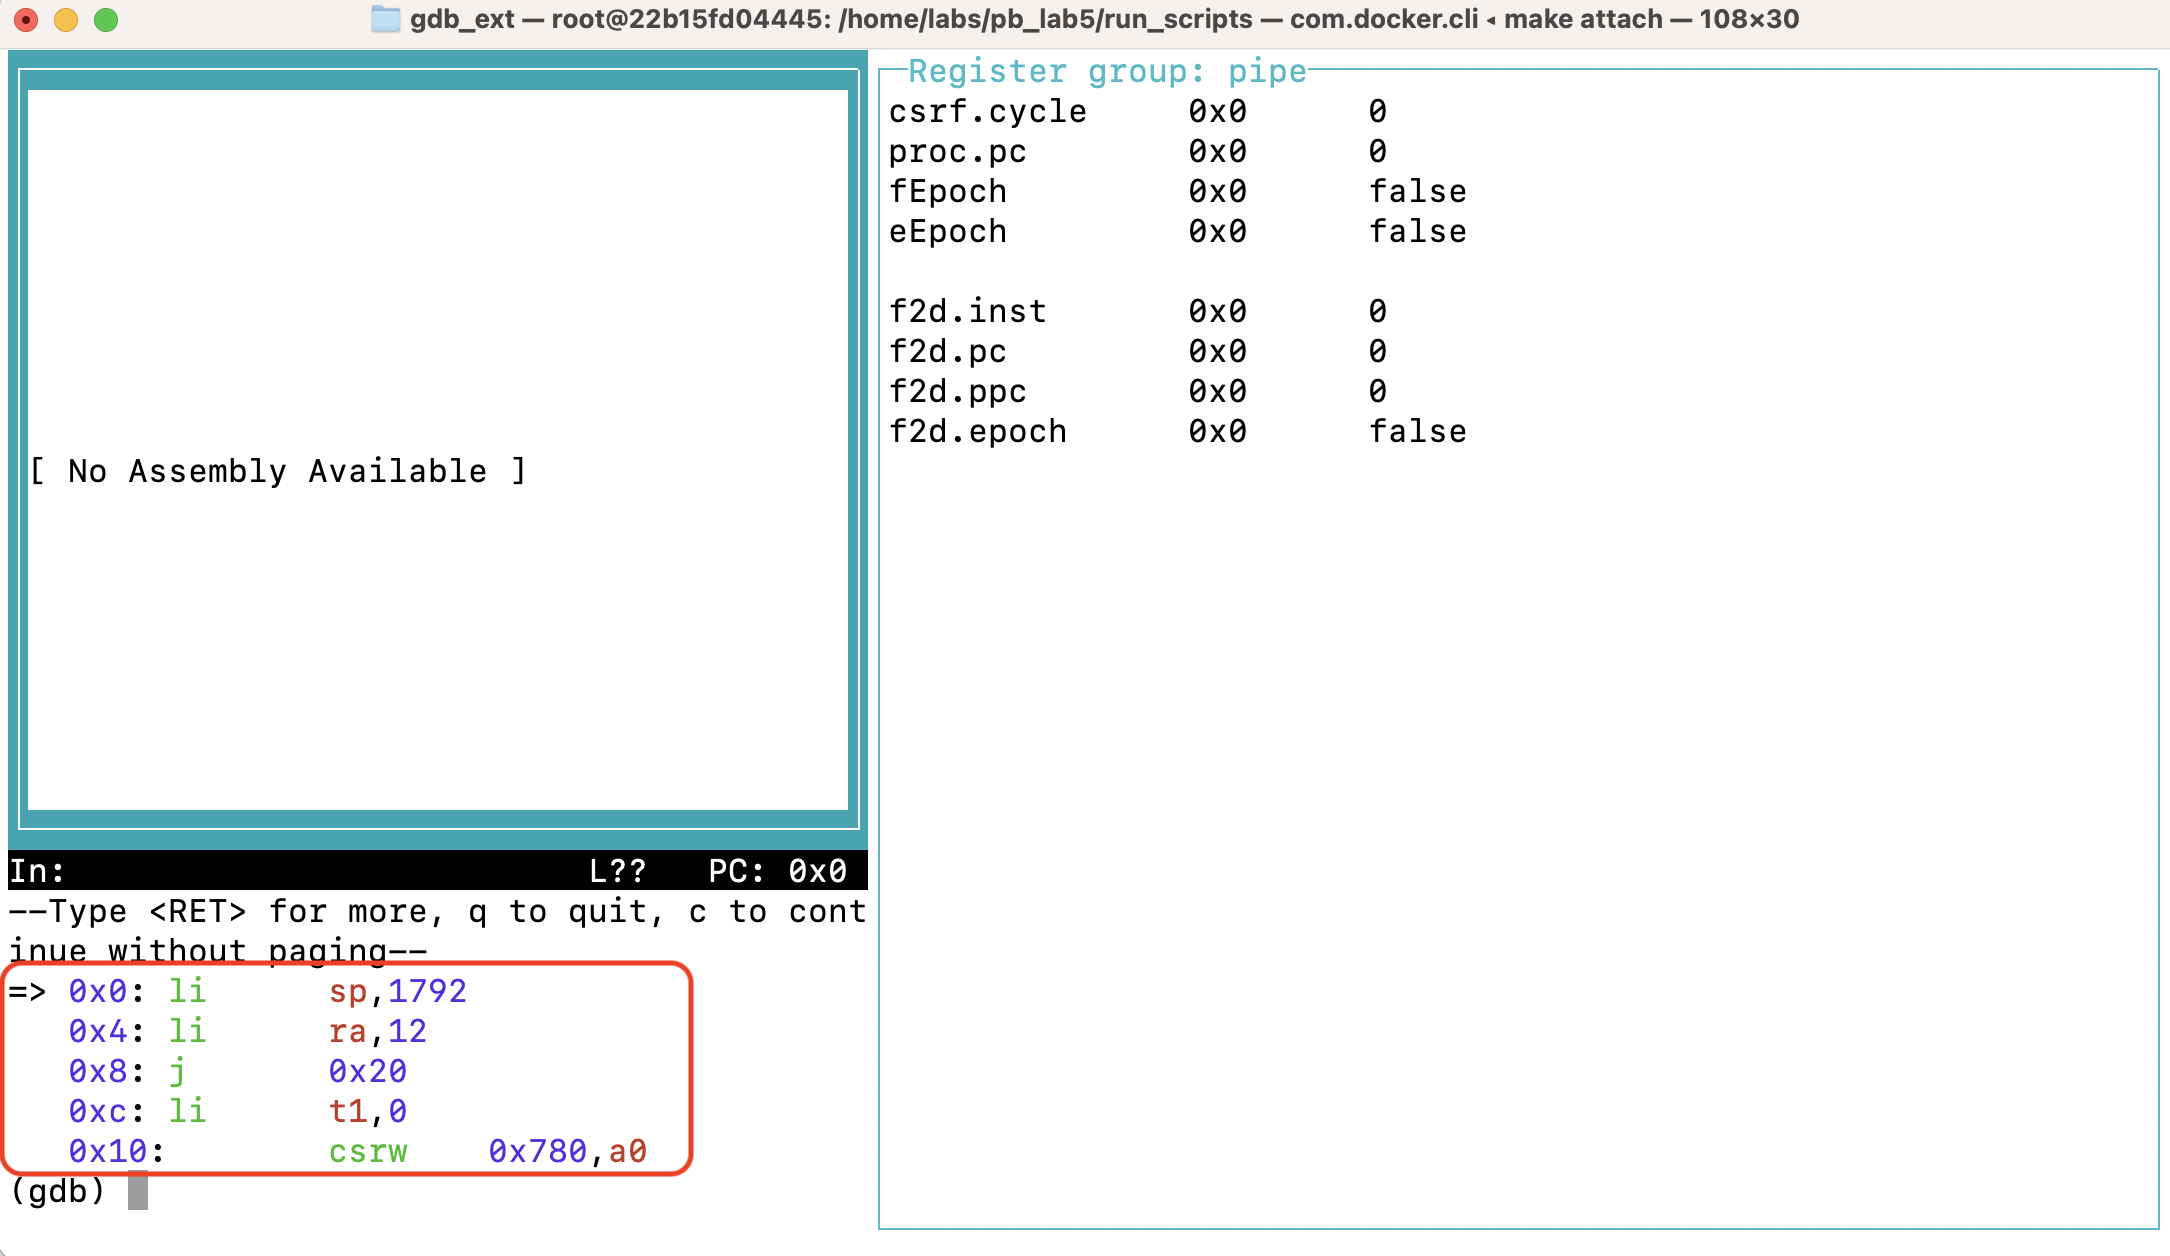 gdb_ext — root@22b15fd04445: /home/labs/pb_lab5/run_scripts — com.docker.cli ◂ make attach — 108×30
[ No Assembly Available ]
In: L?? PC: 0x0
--Type <RET> for more, q to quit, c to cont
inue without paging--
=> 0x0: li sp,1792
0x4: li ra,12
0x8: j 0x20
0xc: li t1,0
0x10: csrw 0x780,a0
(gdb)
Register group: pipe
csrf.cycle 0x0 0
proc.pc 0x0 0
fEpoch 0x0 false
eEpoch 0x0 false
f2d.inst 0x0 0
f2d.pc 0x0 0
f2d.ppc 0x0 0
f2d.epoch 0x0 false